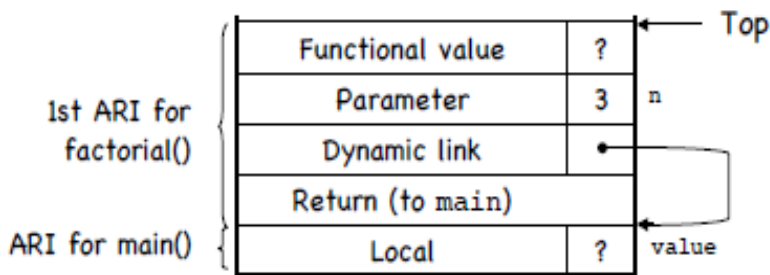 Top
Functional value ?
1st ARI for
factorial()
Parameter 3 n
Dynamic link
Return (to main)
ARI for main()
Local ? value